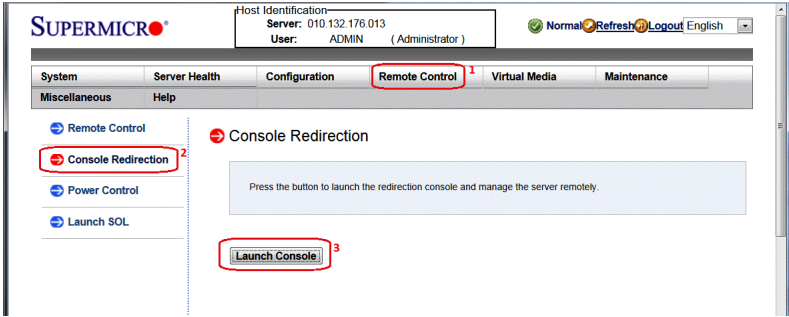 Host Identification
SUPERMICRO
Server: 010.132.176.013
User: ADMIN ( Administrator )
Normal Refresh Logout English
System Server Health Configuration Remote Control 1 Virtual Media Maintenance
Miscellaneous Help
Remote Control
Console Redirection 2
Power Control
Launch SOL
Console Redirection
Press the button to launch the redirection console and manage the server remotely.
Launch Console 3